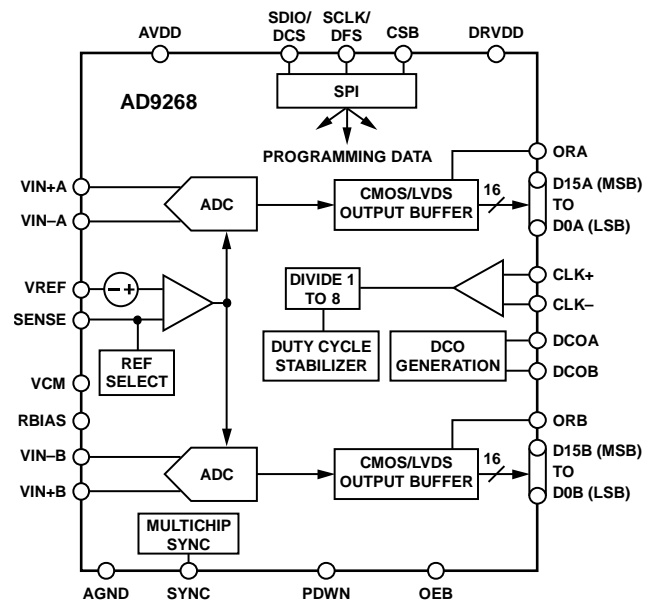 SDIO/
DCS
SCLK/
DFS
AVDD
CSB
DRVDD
SPI
AD9268
PROGRAMMING DATA
ORA
VIN+A
ADC
CMOS/LVDS
OUTPUT BUFFER
16
D15A (MSB)
TO
D0A (LSB)
VIN–A
VREF
– +
SENSE
REF
SELECT
DIVIDE 1
TO 8
CLK+
CLK–
DUTY CYCLE
STABILIZER
DCO
GENERATION
DCOA
DCOB
VCM
RBIAS
ORB
VIN–B
ADC
CMOS/LVDS
OUTPUT BUFFER
16
D15B (MSB)
TO
D0B (LSB)
VIN+B
MULTICHIP
SYNC
AGND
SYNC
PDWN
OEB